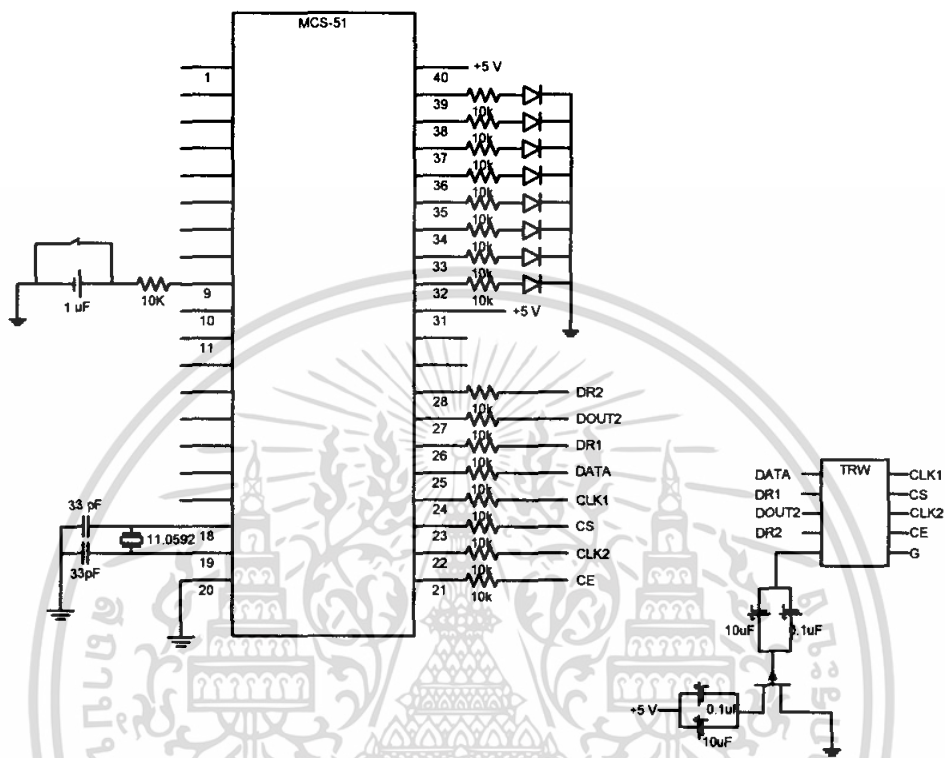 MCS-51
1
40
+5 V
39
10k
38
10k
37
10k
36
10k
35
10k
34
10k
33
10k
32
10k
31
+5 V
9
10K
1 µF
10
11
28
10k
DR2
27
10k
DOUT2
26
10k
DR1
25
10k
DATA
24
10k
CLK1
23
10k
CS
22
10k
CLK2
21
10k
CE
33 pF
33pF
11.0592
18
19
20
TRW
DATA
DR1
DOUT2
DR2
CLK1
CS
CLK2
CE
G
10uF
0.1uF
+5 V
0.1uF
10uF